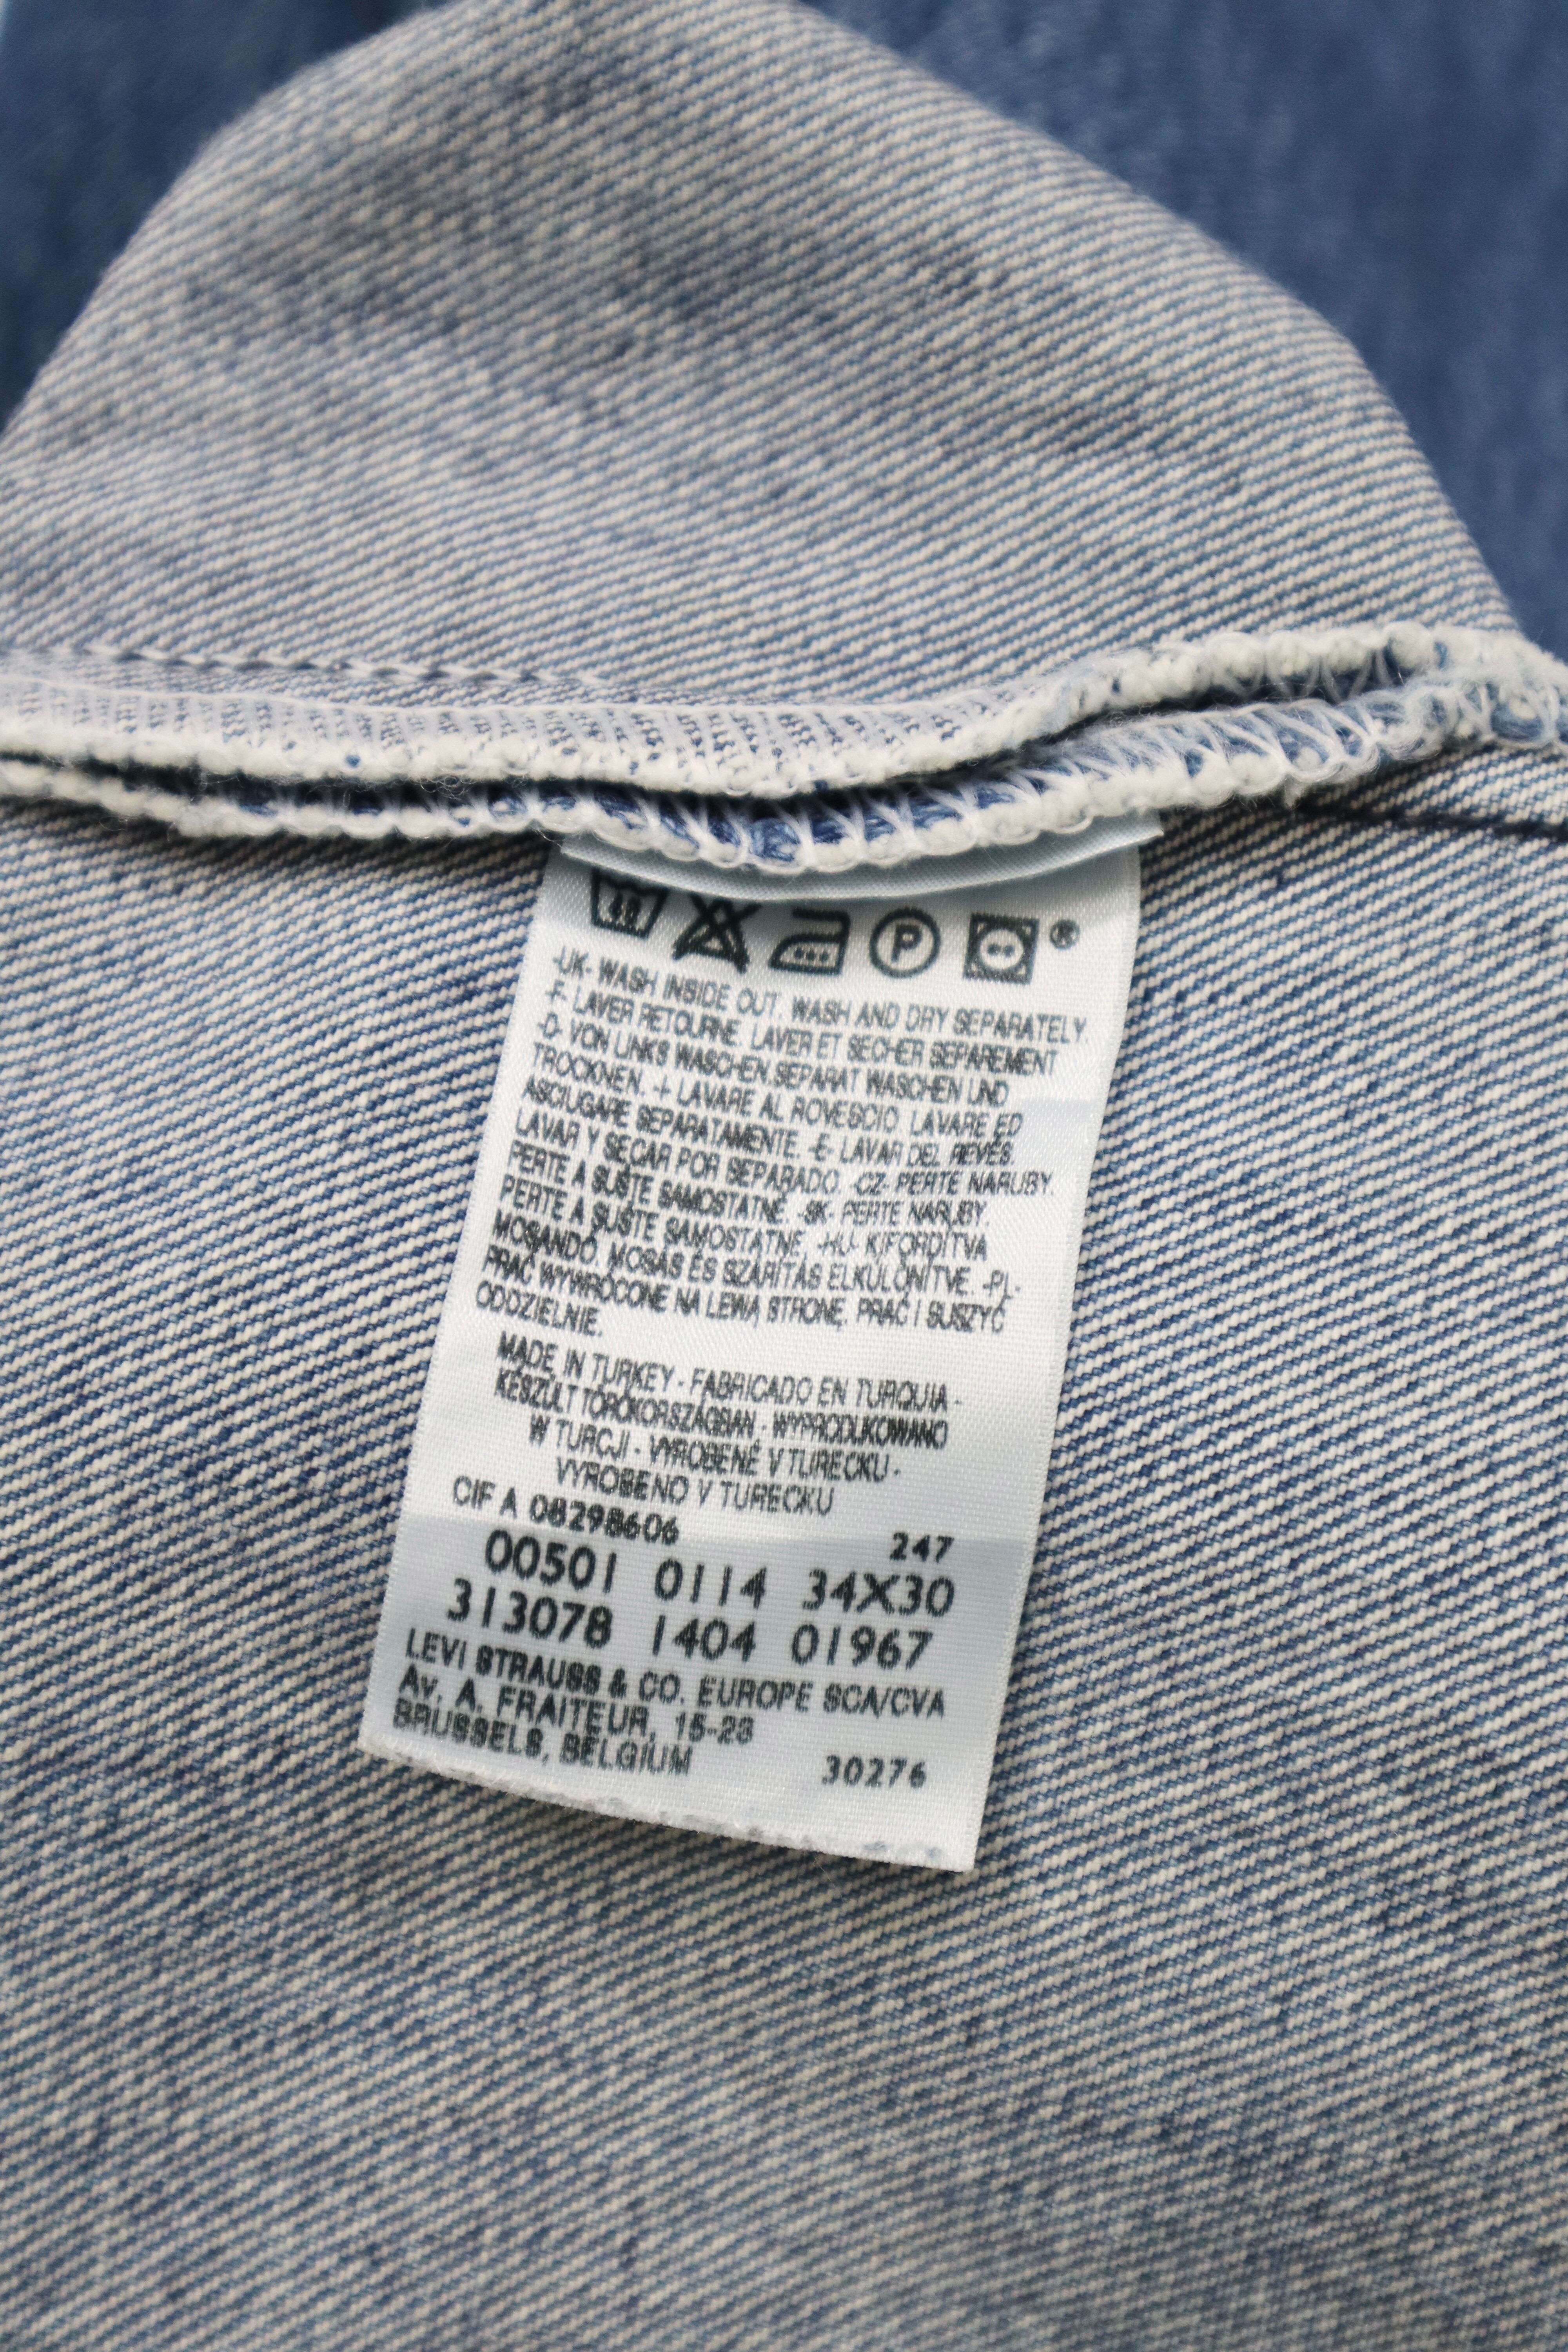 P ®
-UK- WASH INSIDE OUT. WASH AND DRY SEPARATELY.
-F- LAVER RETOURNE. LAVER ET SECHER SEPAREMENT
-D- VON LINKS WASCHEN.SEPARAT WASCHEN UND
TROCKNEN. -I- LAVARE AL ROVESCIO. LAVARE ED
ASCIUGARE SEPARATAMENTE. -E- LAVAR DEL REVÉS.
LAVAR Y SECAR POR SEPARADO. -CZ- PERTE NARUBY.
PERTE A SUŠTE SAMOSTATNĚ. -SK- PERTE NARUBY.
PERTE A SUŠTE SAMOSTATNE. -HU- KIFORDÍTVA
MOSANDÓ. MOSÁS ÉS SZÁRÍTÁS ELKÜLÖNÍTVE. -PL-
PRAĆ WYWRÓCONE NA LEWĄ STRONĘ. PRAĆ I SUSZYĆ
ODDZIELNIE.
MADE IN TURKEY - FABRICADO EN TURQUIA -
KÉSZÜLT TÖRÖKORSZÁGBAN - WYPRODUKOWANO
W TURCJI - VYROBENÉ V TURECKU -
VYROBENO V TURECKU
CIF A 08298606
247
00501 0114 34X30
313078 1404 01967
LEVI STRAUSS & CO. EUROPE SCA/CVA
Av. A. FRAITEUR, 15-23
BRUSSELS, BELGIUM
30276